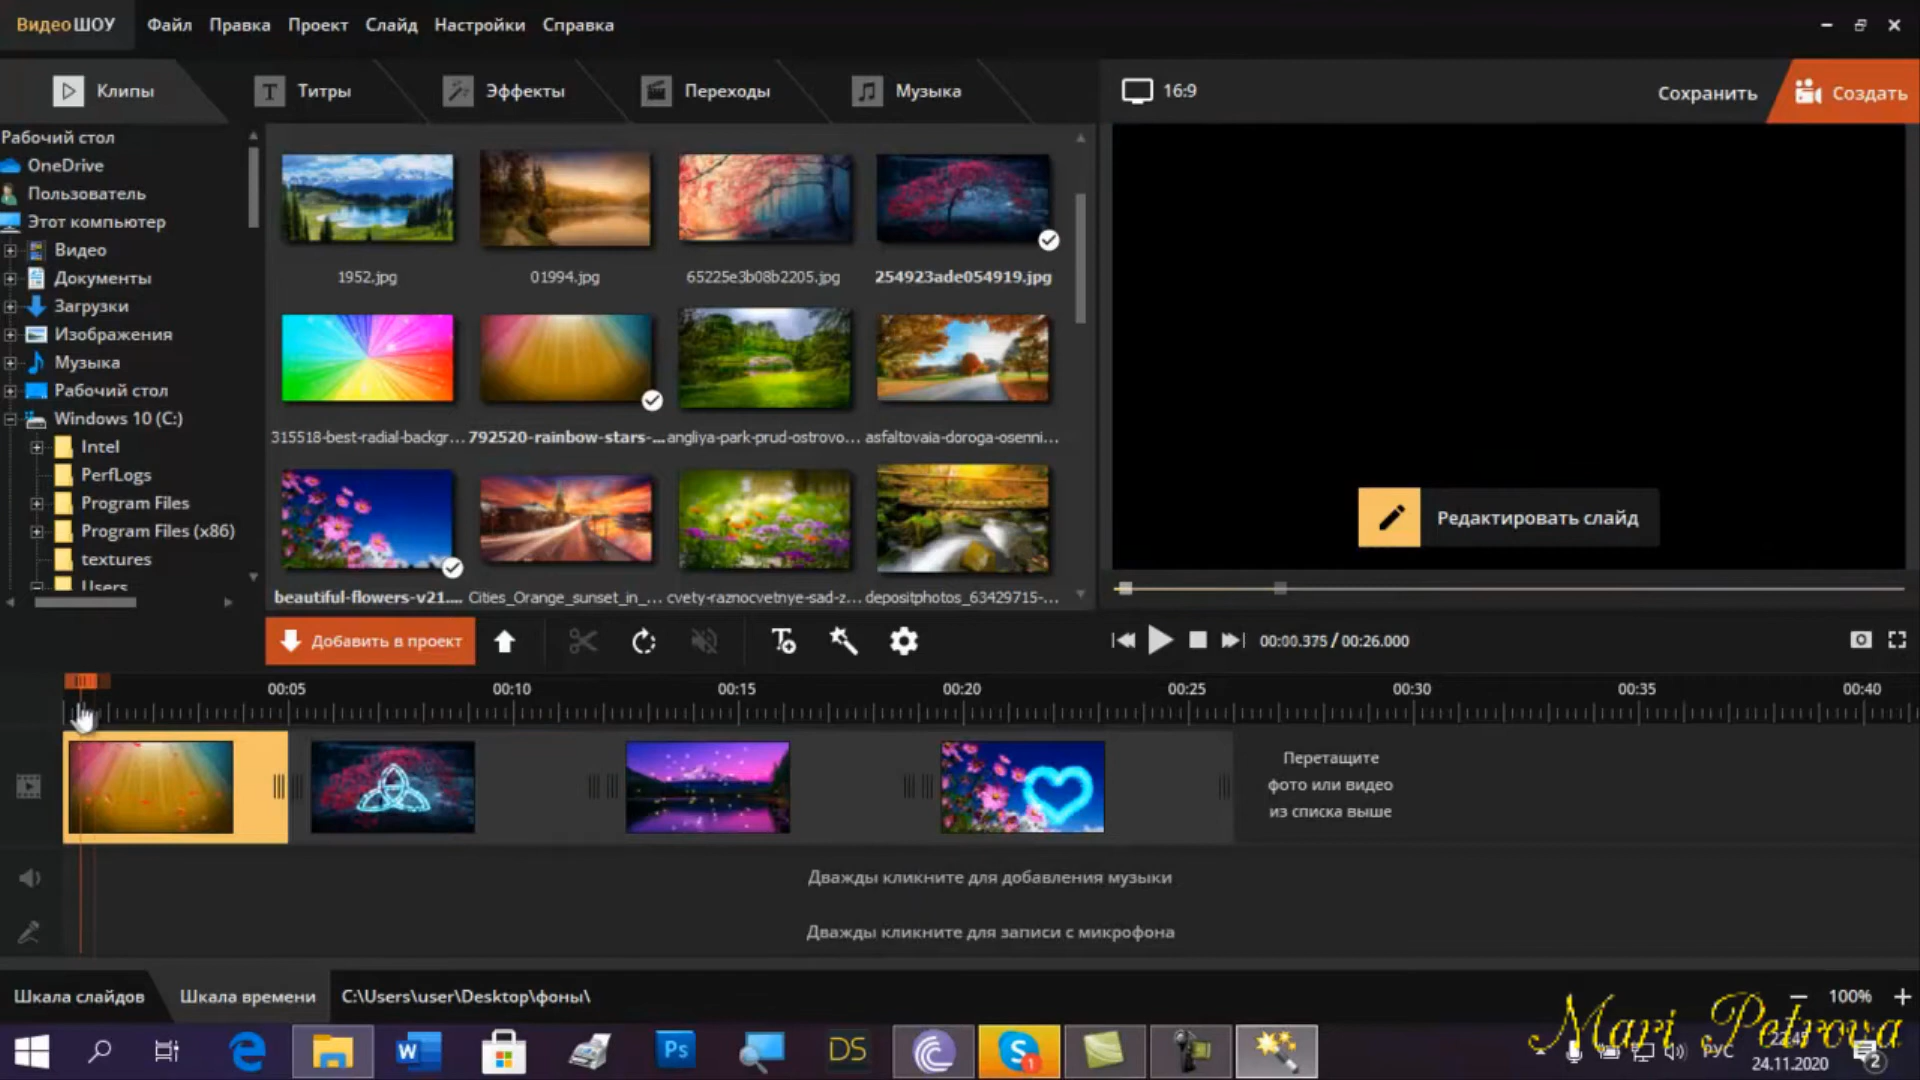 ВидеоШОУ Файл Правка Проект Слайд Настройки Справка
Клипы Титры Эффекты Переходы Музыка
16:9 Сохранить Создать
Рабочий стол
OneDrive
Пользователь
Этот компьютер
Видео
Документы
Загрузки
Изображения
Музыка
Рабочий стол
Windows 10 (C:)
Intel
PerfLogs
Program Files
Program Files (x86)
textures
Users
1952.jpg 01994.jpg 65225e3b08b2205.jpg 254923ade054919.jpg
315518-best-radial-backgr... 792520-rainbow-stars-... angliya-park-prud-ostrovo... asfaltovaia-doroga-osenni...
beautiful-flowers-v21.... Cities_Orange_sunset_in_... cvety-raznocvetnye-sad-z... depositphotos_63429715-...
Редактировать слайд
Добавить в проект
00:00.375 / 00:26.000
00:05 00:10 00:15 00:20 00:25 00:30 00:35 00:40
Перетащите
фото или видео
из списка выше
Дважды кликните для добавления музыки
Дважды кликните для записи с микрофона
Шкала слайдов Шкала времени C:\Users\user\Desktop\фоны\ 100%
Mari Petrova
W Ps DS S 1
РУС
24.11.2020
2